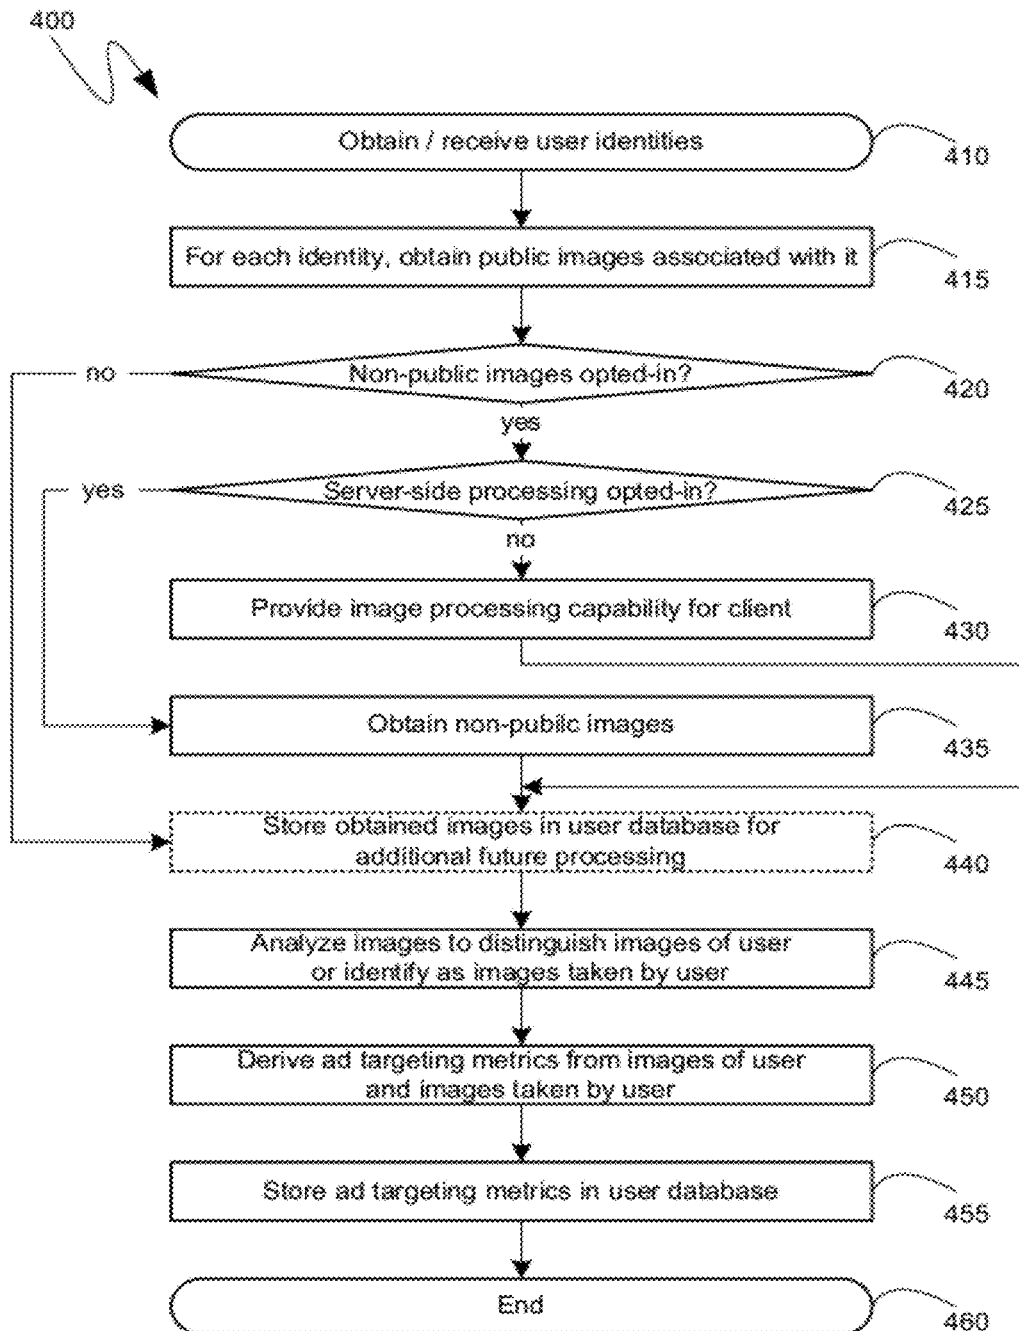 400
Obtain / receive user identities
410
For each identity, obtain public images associated with it
415
no
Non-public images opted-in?
420
yes
yes
Server-side processing opted-in?
425
no
Provide image processing capability for client
430
Obtain non-public images
435
Store obtained images in user database for
additional future processing
440
Analyze images to distinguish images of user
or identify as images taken by user
445
Derive ad targeting metrics from images of user
and images taken by user
450
Store ad targeting metrics in user database
455
End
460